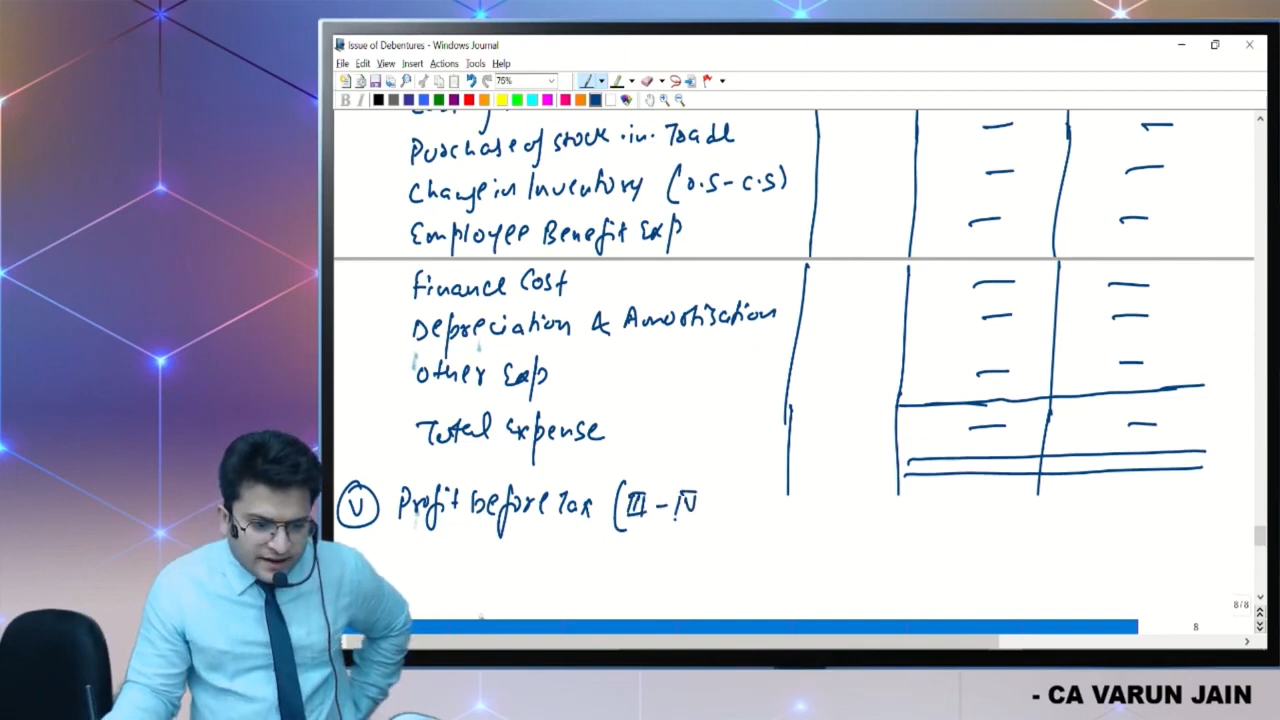 Issue of Debentures - Windows Journal
File Edit View Insert Actions Tools Help
75%
B I
Purchase of stock.in.Trade
Change in Inventory (O.S - C.S)
Employee Benefit Exp
Finance Cost
Depreciation & Amortisation
Other Exp
Total Expense
V Profit before Tax (III - IV
8/8
8
- CA VARUN JAIN